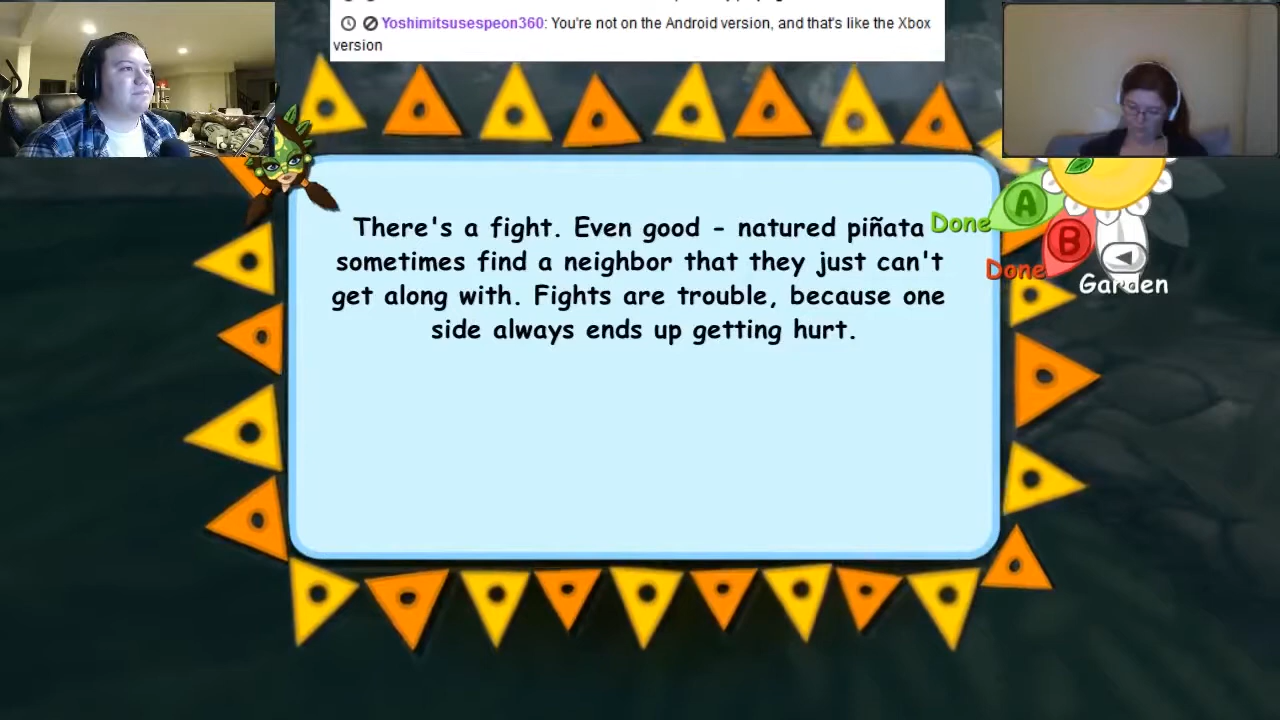 Yoshimitsusespeon360: You're not on the Android version, and that's like the Xbox
version
There's a fight. Even good - natured piñata
sometimes find a neighbor that they just can't
get along with. Fights are trouble, because one
side always ends up getting hurt.
Done A
Done B
Garden